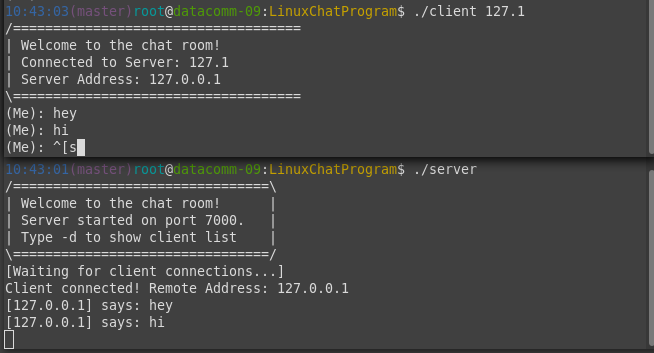 10:43:03(master)root@datacomm-09:LinuxChatProgram$ ./client 127.1
/==================================
| Welcome to the chat room!
| Connected to Server: 127.1
| Server Address: 127.0.0.1
\==================================
(Me): hey
(Me): hi
(Me): ^[s
10:43:01(master)root@datacomm-09:LinuxChatProgram$ ./server
/===============================\
| Welcome to the chat room!      |
| Server started on port 7000.   |
| Type -d to show client list    |
\===============================/
[Waiting for client connections...]
Client connected! Remote Address: 127.0.0.1
[127.0.0.1] says: hey
[127.0.0.1] says: hi